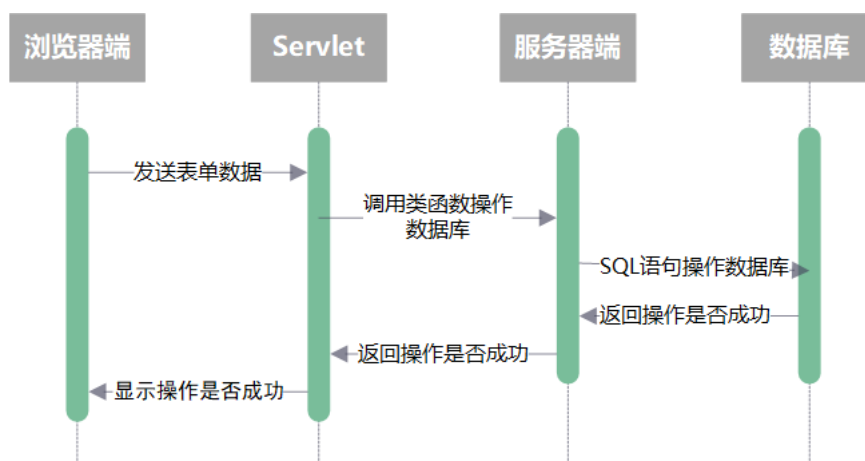 浏览器端
Servlet
服务器端
数据库
发送表单数据
调用类函数操作
数据库
SQL语句操作数据库
返回操作是否成功
返回操作是否成功
显示操作是否成功